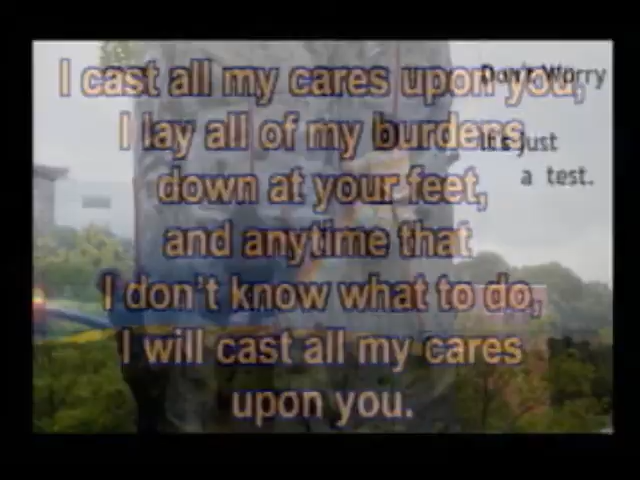 I cast all my cares upon you,
I lay all of my burdens
down at your feet,
and anytime that
I don't know what to do,
I will cast all my cares
upon you.
Don't Worry
It's just
a test.